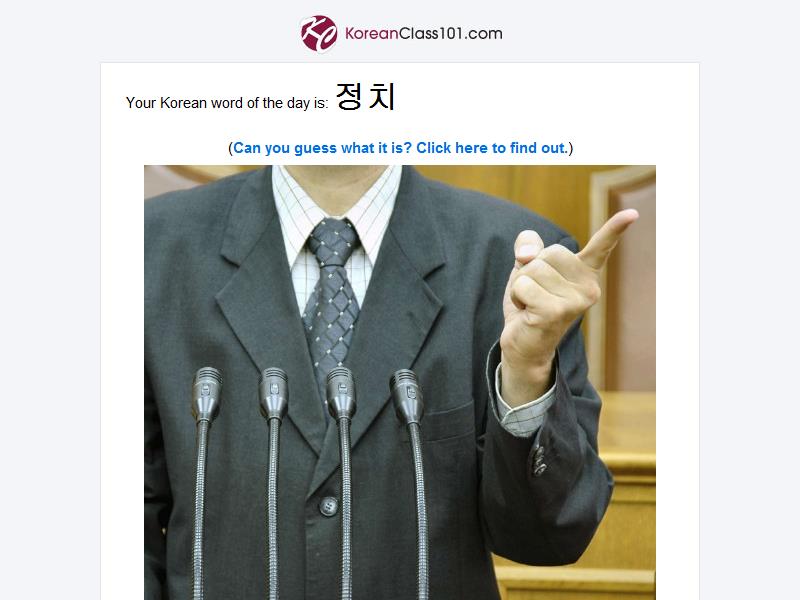 KoreanClass101.com
Your Korean word of the day is: 정치
(Can you guess what it is? Click here to find out.)